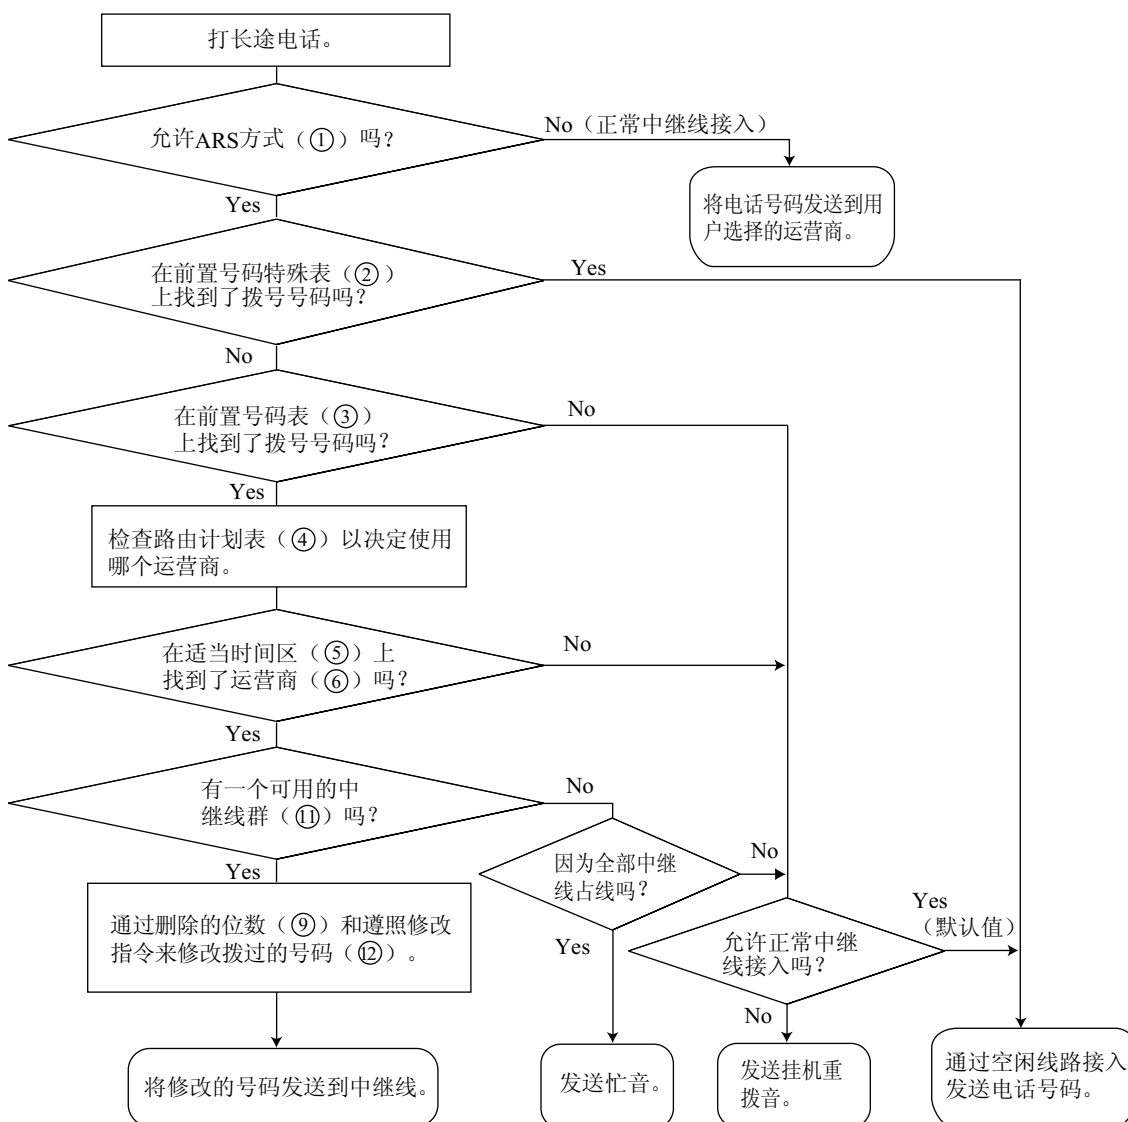 打长途电话。
允许ARS方式（①）吗？
No（正常中继线接入）
将电话号码发送到用
户选择的运营商。
Yes
在前置号码特殊表（②）
上找到了拨号号码吗？
Yes
No
在前置号码表（③）
上找到了拨号号码吗？
No
Yes
检查路由计划表（④）以决定使用
哪个运营商。
在适当时间区（⑤）上
找到了运营商（⑥）吗？
No
Yes
有一个可用的中
继线群（⑪）吗？
No
Yes
因为全部中继
线占线吗？
No
Yes
通过删除的位数（⑨）和遵照修改
指令来修改拨过的号码（⑫）。
允许正常中继
线接入吗？
Yes
（默认值）
No
将修改的号码发送到中继线。
发送忙音。
发送挂机重
拨音。
通过空闲线路接入
发送电话号码。